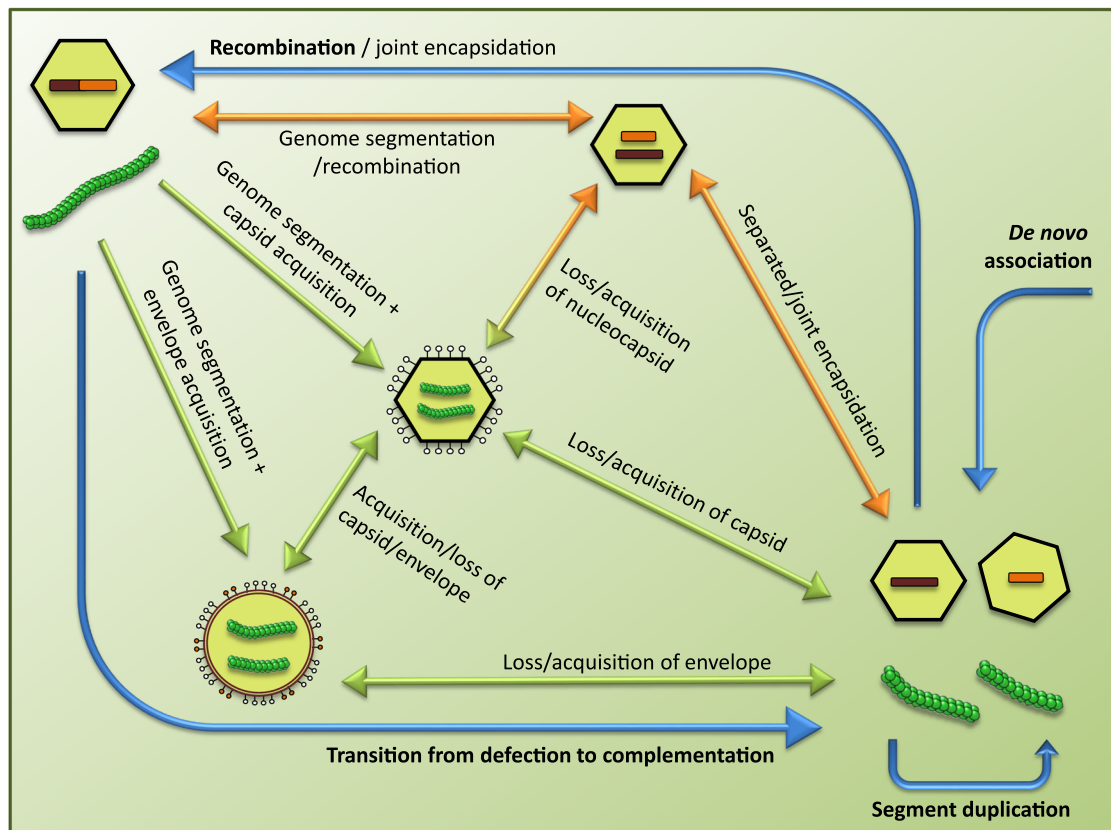 Recombination / joint encapsidation
Genome segmentation
/recombination
Genome segmentation +
capsid acquisition
Genome segmentation +
envelope acquisition
Loss/acquisition
of nucleocapsid
Separated/joint encapsidation
De novo
association
Loss/acquisition of capsid
Acquisition/loss of
capsid/envelope
Loss/acquisition of envelope
Transition from defection to complementation
Segment duplication